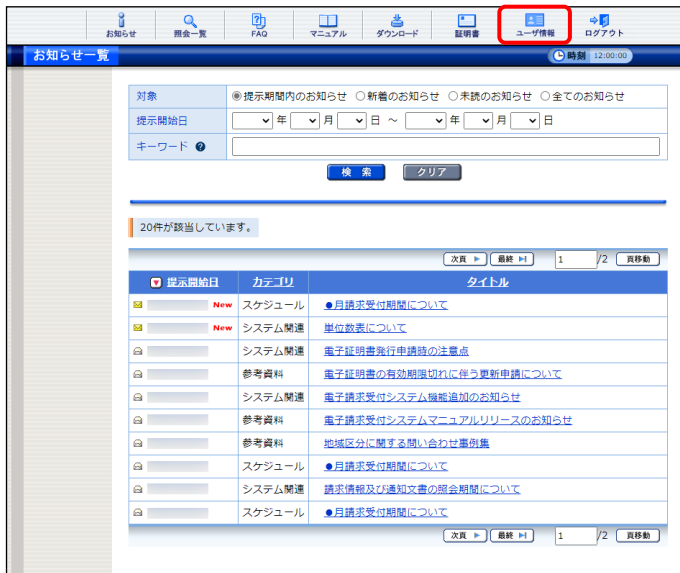 お知らせ 照会一覧 FAQ マニュアル ダウンロード 証明書 ユーザ情報 ログアウト
お知らせ一覧 時刻 12:00:00
対象 提示期間内のお知らせ 新着のお知らせ 未読のお知らせ 全てのお知らせ
提示開始日 年 月 日 ～ 年 月 日
キーワード ?
検 索 クリア
20件が該当しています。
次頁 最終 1 /2 頁移動
提示開始日 カテゴリ タイトル
New スケジュール ●月請求受付期間について
New システム関連 単位数表について
システム関連 電子証明書発行申請時の注意点
参考資料 電子証明書の有効期限切れに伴う更新申請について
システム関連 電子請求受付システム機能追加のお知らせ
参考資料 電子請求受付システムマニュアルリリースのお知らせ
参考資料 地域区分に関する問い合わせ事例集
スケジュール ●月請求受付期間について
システム関連 請求情報及び通知文書の照会期間について
スケジュール ●月請求受付期間について
次頁 最終 1 /2 頁移動